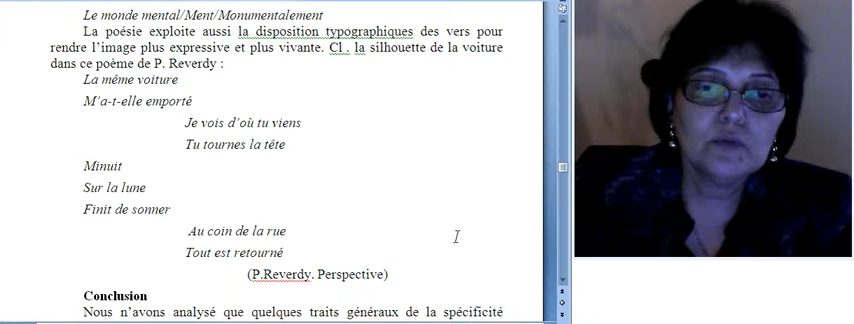 Le monde mental/Ment/Monumentalement
La poésie exploite aussi la disposition typographiques des vers pour
rendre l’image plus expressive et plus vivante. Cl . la silhouette de la voiture
dans ce poème de P. Reverdy :
La même voiture
M’a-t-elle emporté
Je vois d’où tu viens
Tu tournes la tête
Minuit
Sur la lune
Finit de sonner
Au coin de la rue
Tout est retourné
(P.Reverdy. Perspective)
Conclusion
Nous n’avons analysé que quelques traits généraux de la spécificité